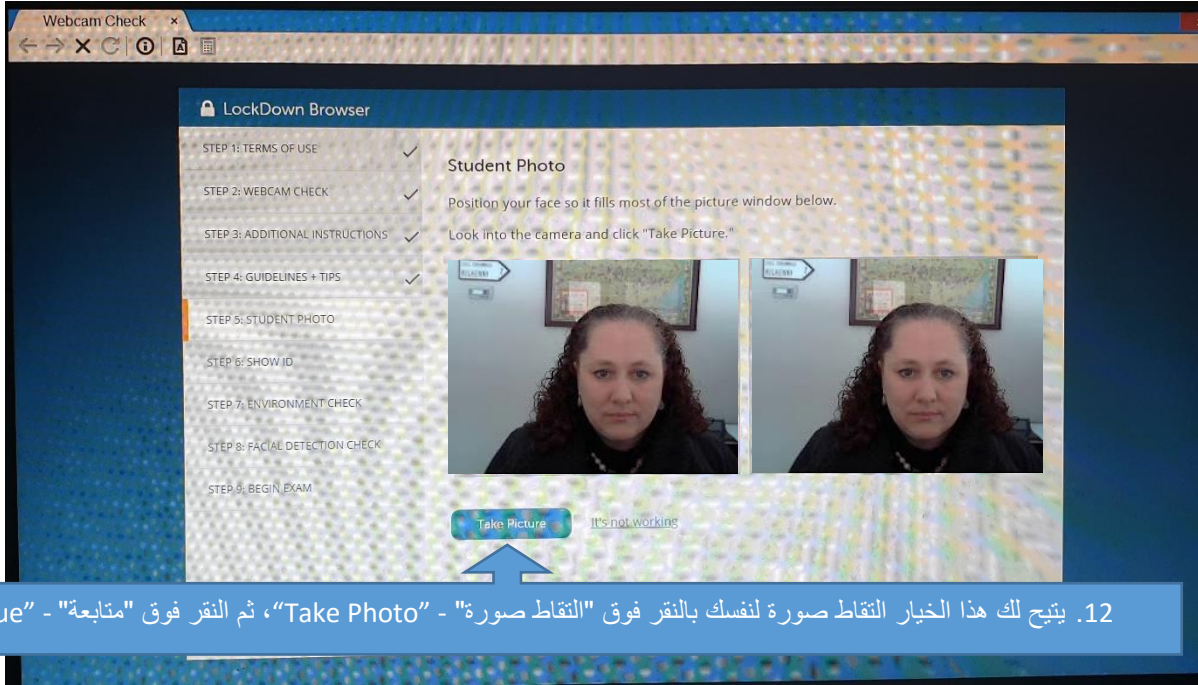 Webcam Check
LockDown Browser
STEP 1: TERMS OF USE
STEP 2: WEBCAM CHECK
STEP 3: ADDITIONAL INSTRUCTIONS
STEP 4: GUIDELINES + TIPS
STEP 5: STUDENT PHOTO
STEP 6: SHOW ID
STEP 7: ENVIRONMENT CHECK
STEP 8: FACIAL DETECTION CHECK
STEP 9: BEGIN EXAM
Student Photo
Position your face so it fills most of the picture window below.
Look into the camera and click "Take Picture."
KILKENNY
KILKENNY
Take Picture
It's not working
12. يتيح لك هذا الخيار التقاط صورة لنفسك بالنقر فوق "التقاط صورة" - “Take Photo”، ثم النقر فوق "متابعة" - “ue